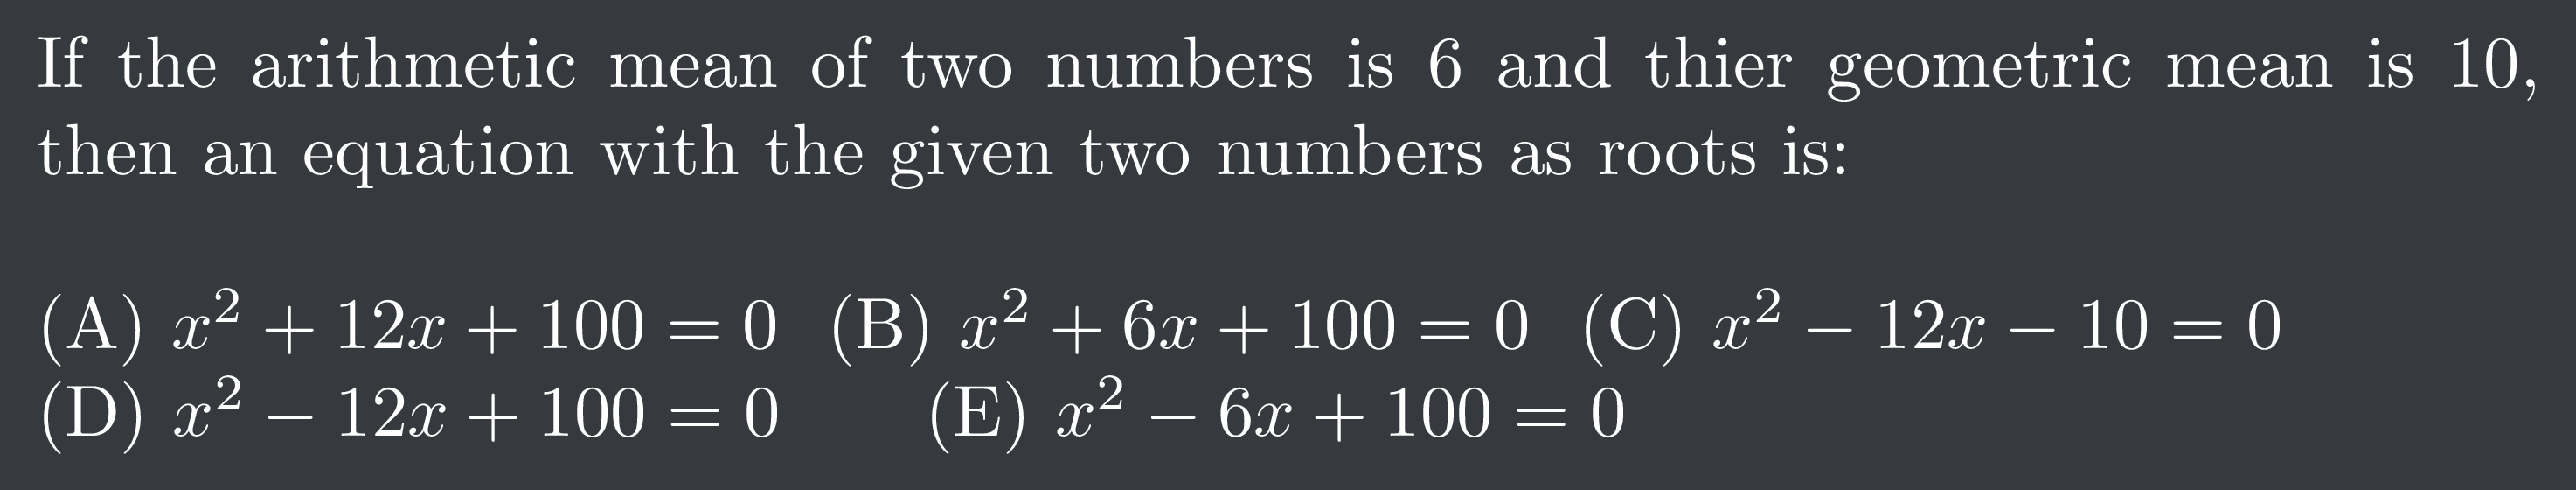 If the arithmetic mean of two numbers is 6 and thier geometric mean is 10,
then an equation with the given two numbers as roots is:
(A) x² + 12x + 100 = 0 (B) x² + 6x + 100 = 0 (C) x² − 12x − 10 = 0
(D) x² − 12x + 100 = 0 (E) x² − 6x + 100 = 0